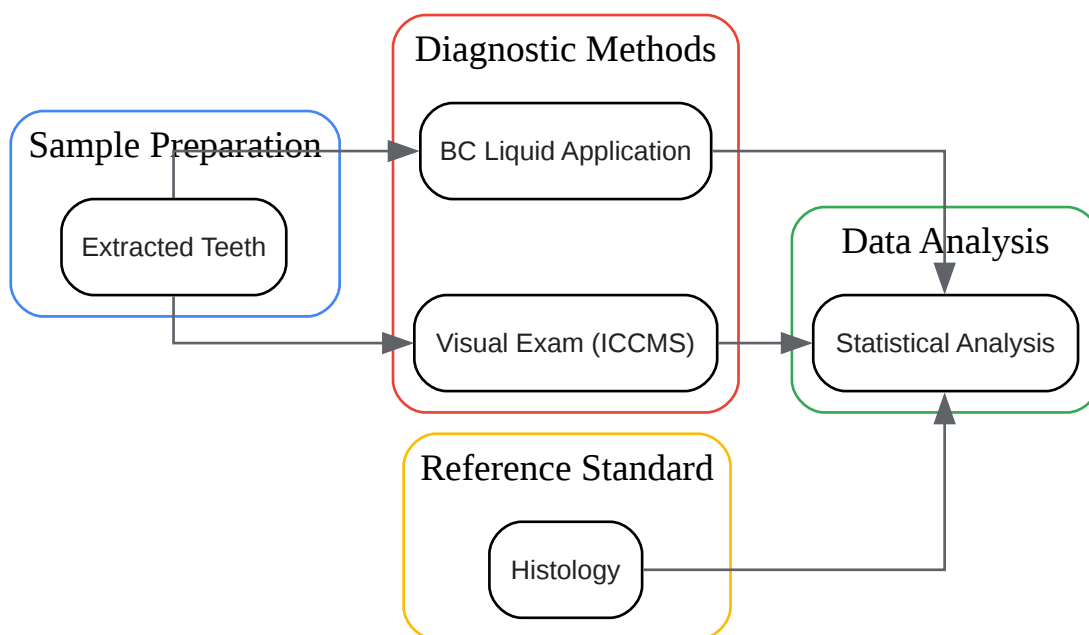 Sample Preparation
Extracted Teeth
Diagnostic Methods
BC Liquid Application
Visual Exam (ICCMS)
Reference Standard
Histology
Data Analysis
Statistical Analysis